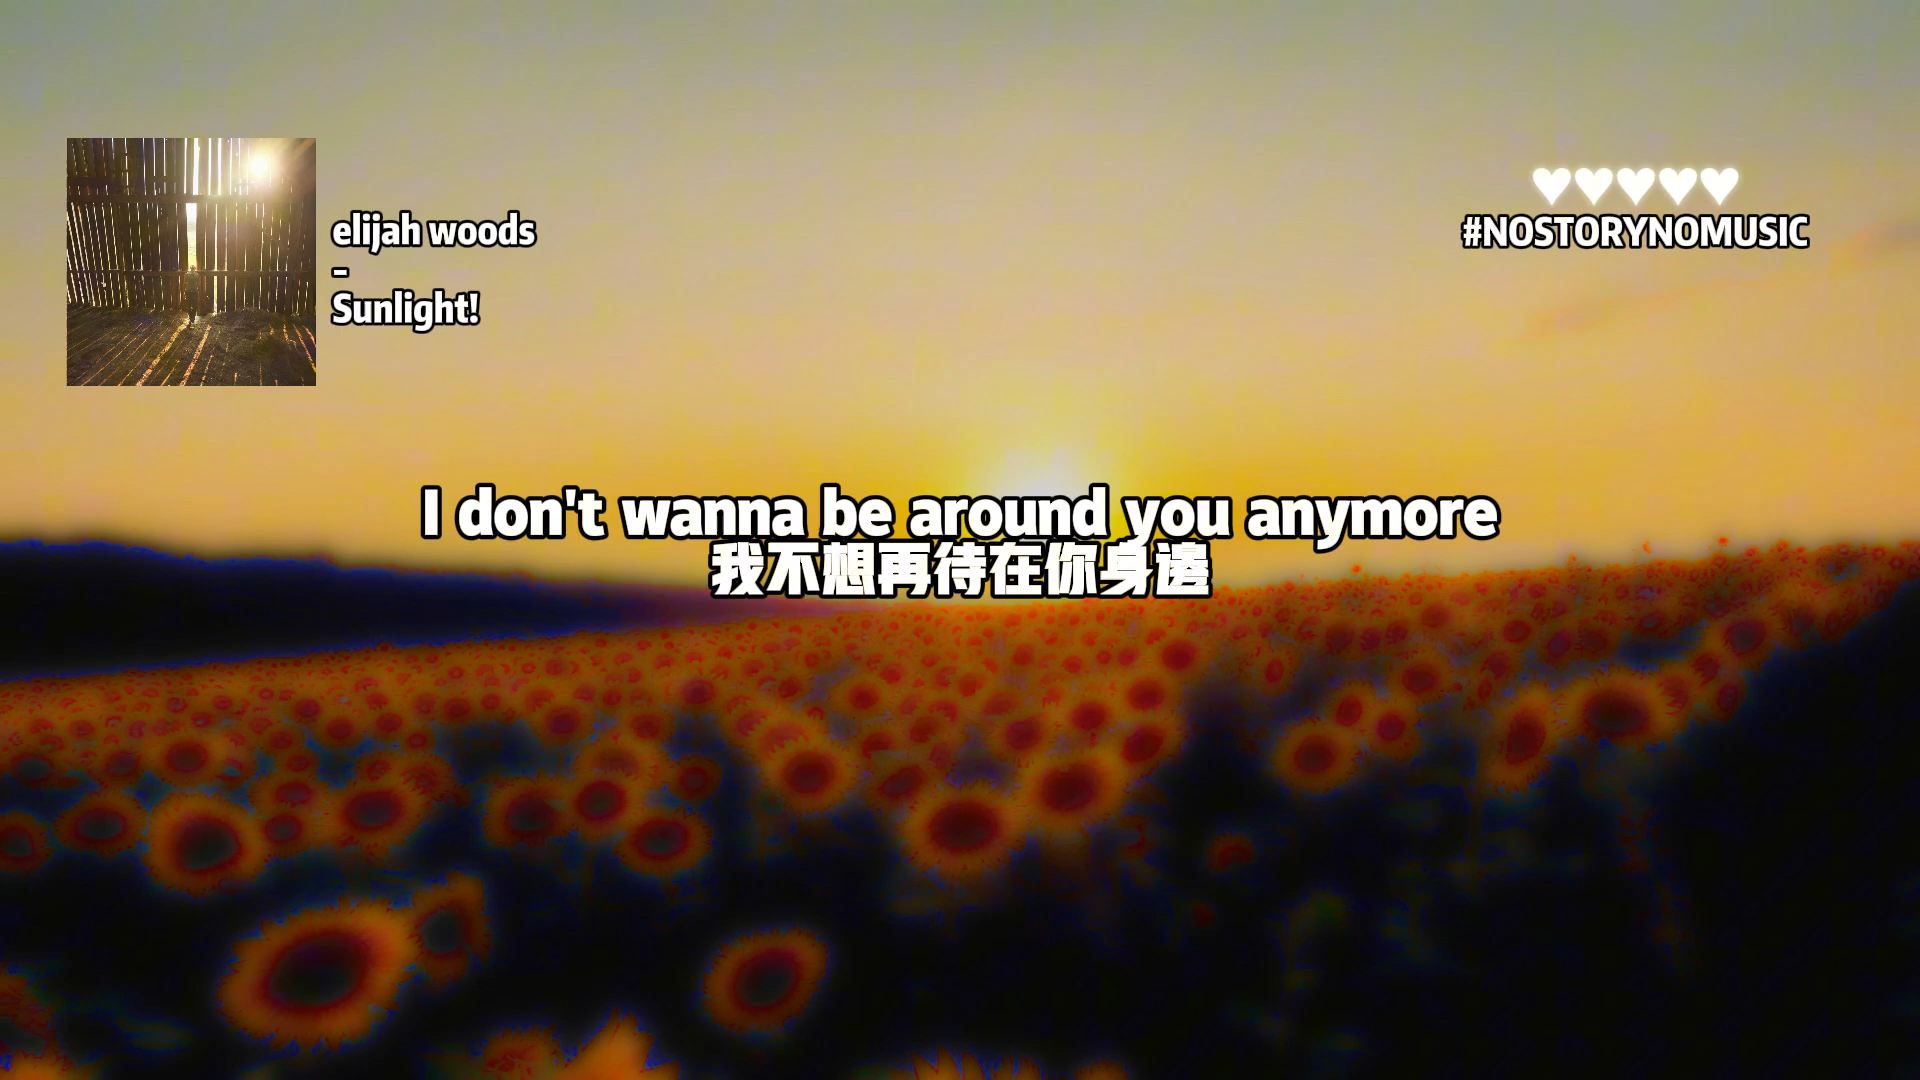 elijah woods
-
Sunlight!
♥♥♥♥♥
#NOSTORYNOMUSIC
I don't wanna be around you anymore
我不想再待在你身邊